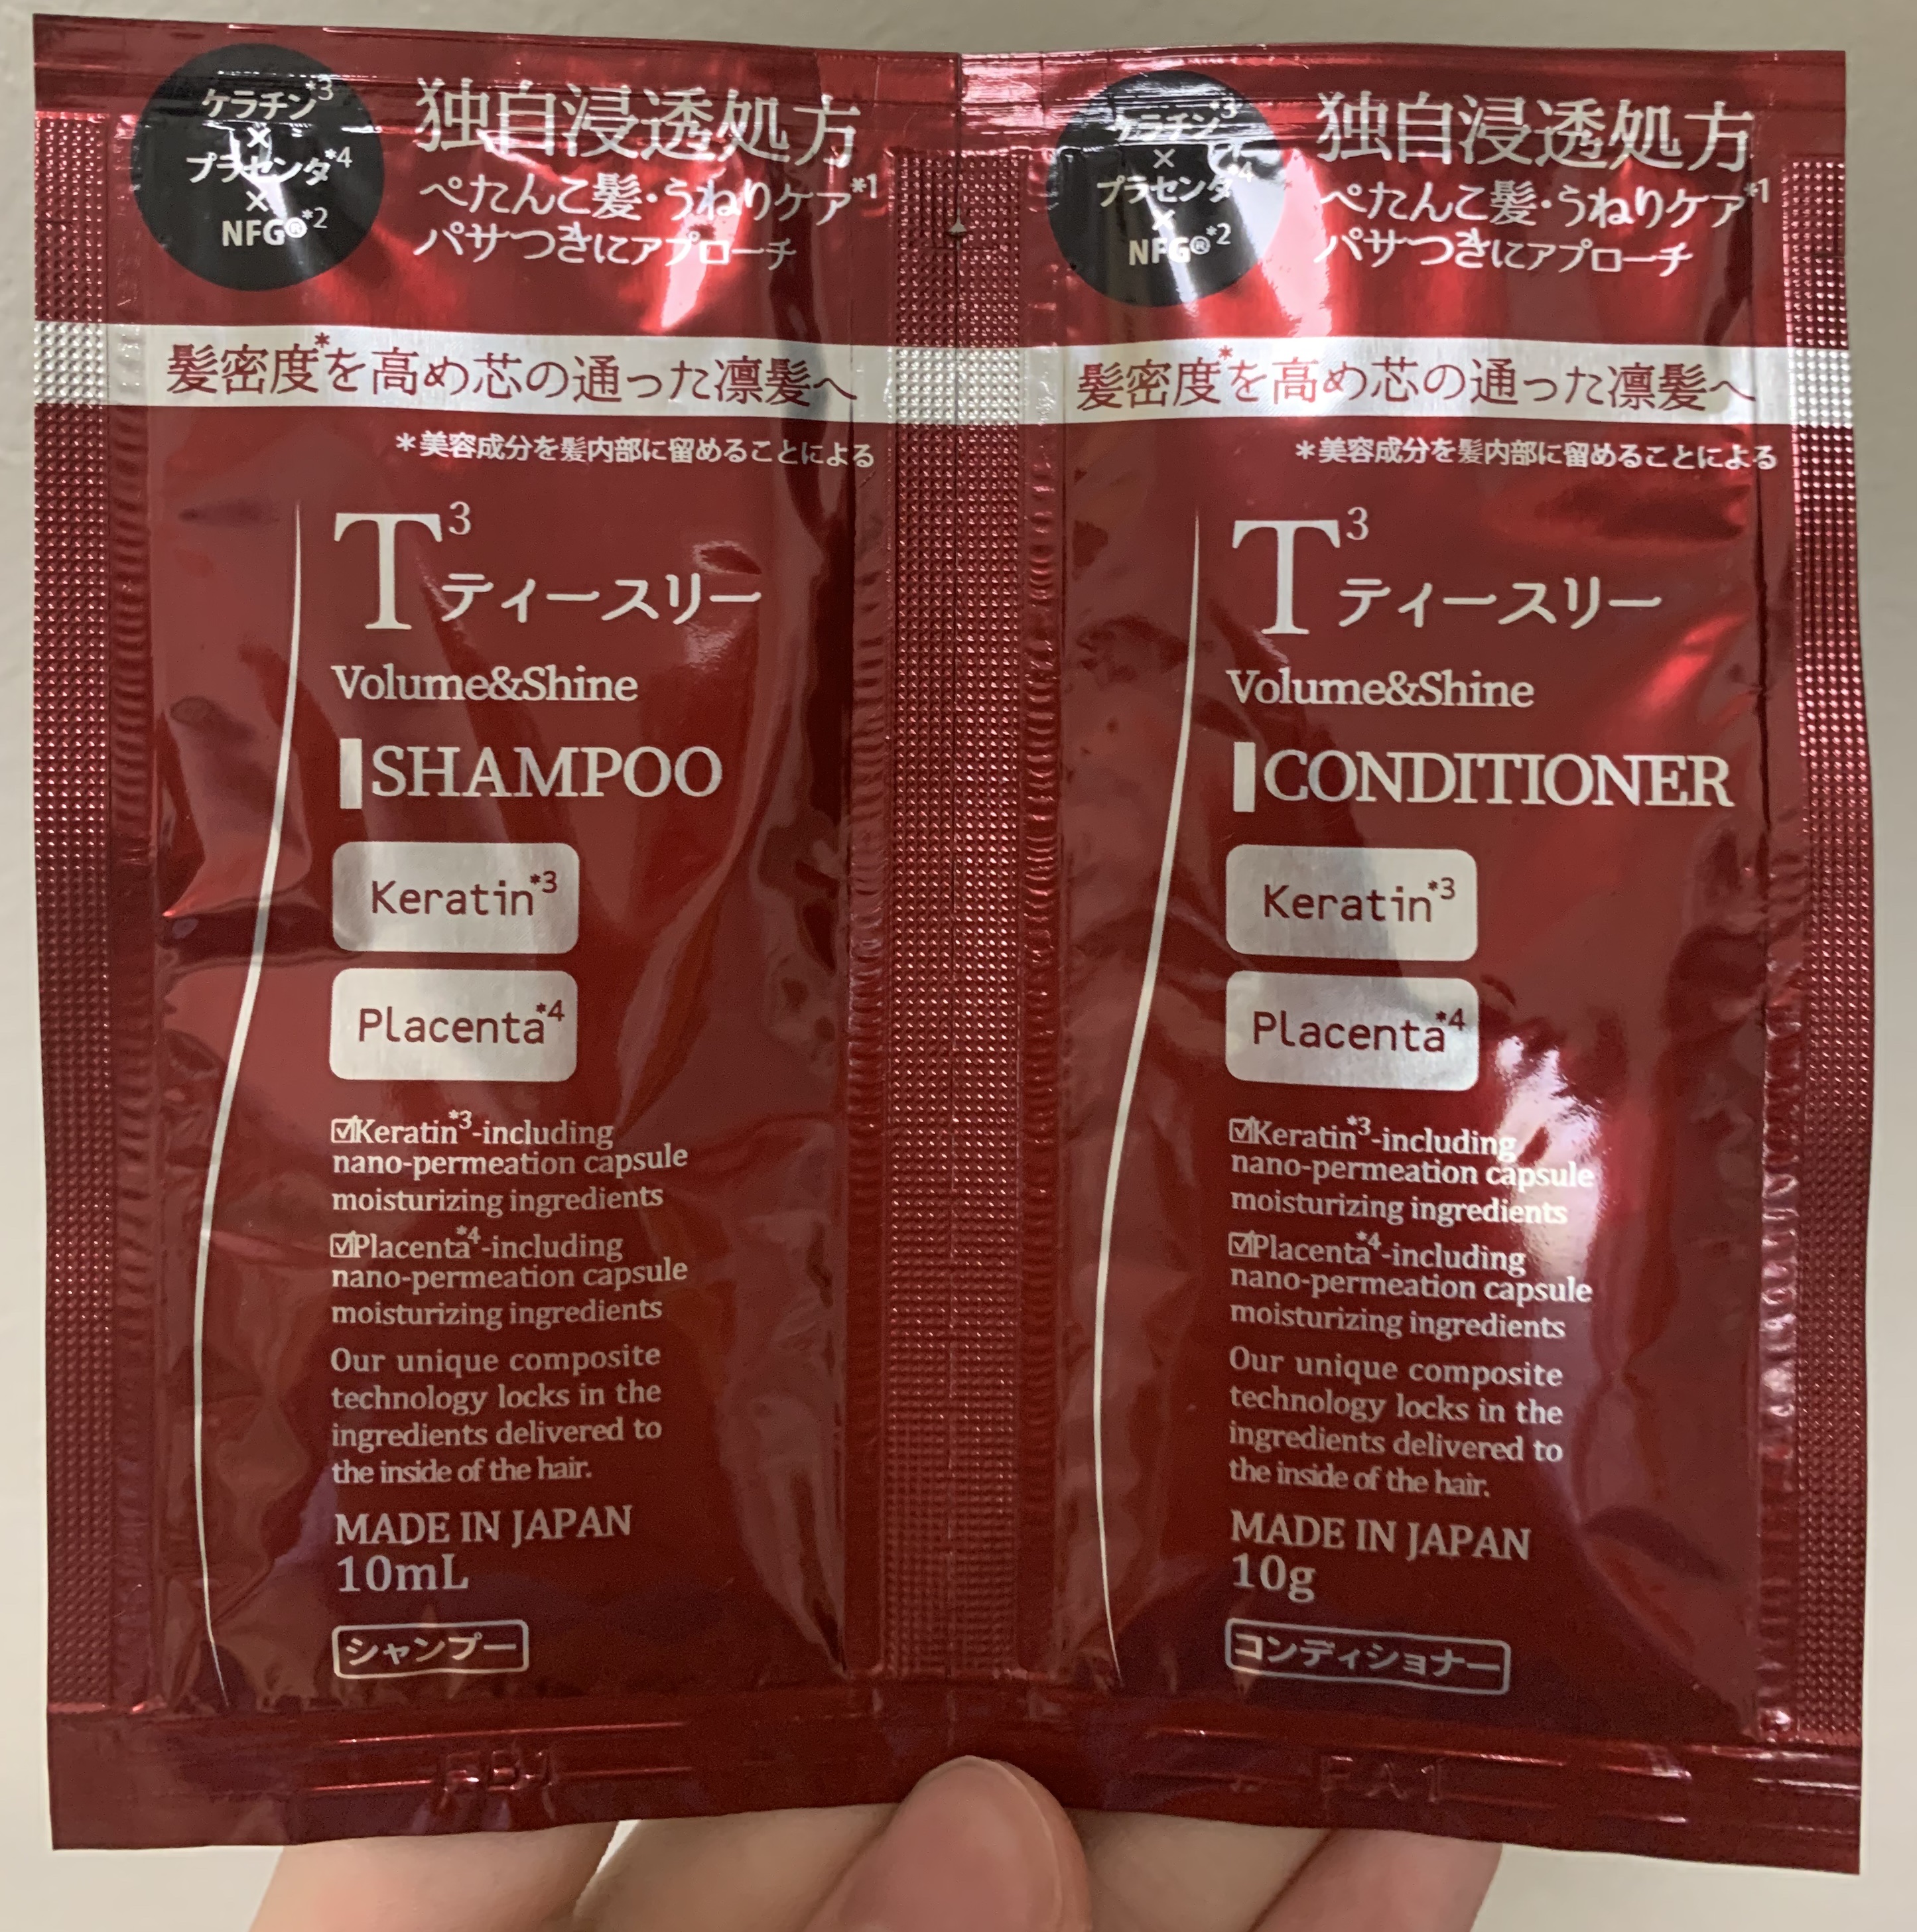 ケラチン*3
×
プラセンタ*4
×
NFG®*2
独自浸透処方
ぺたんこ髪・うねりケア*1
パサつきにアプローチ
髪密度*を高め芯の通った凛髪へ
*美容成分を髪内部に留めることによる
T3 ティースリー
Volume&Shine
SHAMPOO
Keratin*3
Placenta*4
☑Keratin*3-including
nano-permeation capsule
moisturizing ingredients
☑Placenta*4-including
nano-permeation capsule
moisturizing ingredients
Our unique composite
technology locks in the
ingredients delivered to
the inside of the hair.
MADE IN JAPAN
10mL
シャンプー
ケラチン*3
×
プラセンタ*4
×
NFG®*2
独自浸透処方
ぺたんこ髪・うねりケア*1
パサつきにアプローチ
髪密度*を高め芯の通った凛髪へ
*美容成分を髪内部に留めることによる
T3 ティースリー
Volume&Shine
CONDITIONER
Keratin*3
Placenta*4
☑Keratin*3-including
nano-permeation capsule
moisturizing ingredients
☑Placenta*4-including
nano-permeation capsule
moisturizing ingredients
Our unique composite
technology locks in the
ingredients delivered to
the inside of the hair.
MADE IN JAPAN
10g
コンディショナー